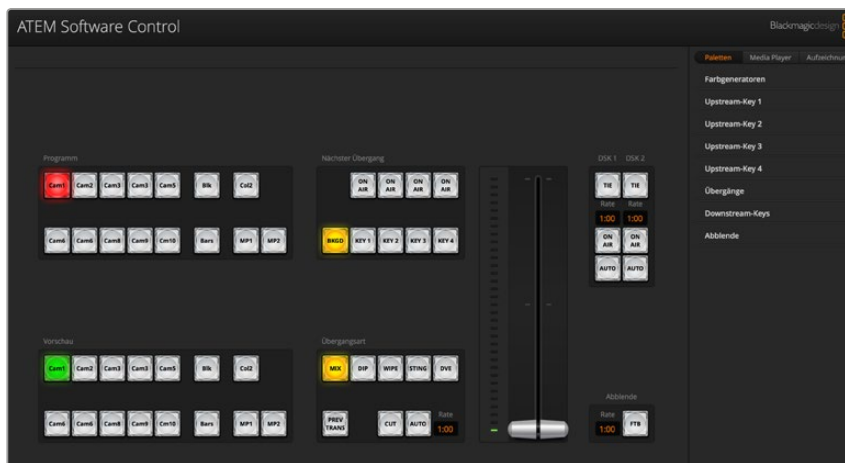 ATEM Software Control
Blackmagicdesign
Paletten Media Player Aufzeichnun
Farbgeneratoren
Upstream-Key 1
Upstream-Key 2
Upstream-Key 3
Upstream-Key 4
Übergänge
Downstream-Keys
Abblende
Programm
Cam1 Cam2 Cam3 Cam3 Cam5 Blk Col2
Cam6 Cam6 Cam8 Cam9 Cm10 Bars MP1 MP2
Nächster Übergang
ON AIR ON AIR ON AIR ON AIR
BKGD KEY 1 KEY 2 KEY 3 KEY 4
DSK 1 DSK 2
TIE TIE
Rate Rate
1:00 1:00
ON AIR ON AIR
AUTO AUTO
Vorschau
Cam1 Cam2 Cam3 Cam3 Cam5 Blk Col2
Cam6 Cam6 Cam8 Cam9 Cm10 Bars MP1 MP2
Übergangsart
MIX DIP WIPE STING DVE
PREV TRANS CUT AUTO Rate 1:00
Abblende
Rate
1:00 FTB